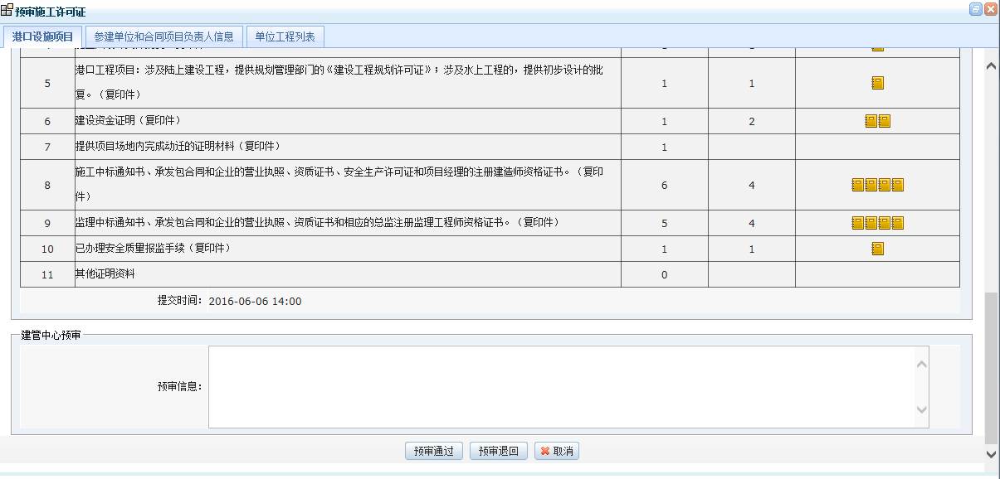 预审施工许可证
港口设施项目 参建单位和合同项目负责人信息 单位工程列表
5 港口工程项目：涉及陆上建设工程，提供规划管理部门的《建设工程规划许可证》；涉及水上工程的，提供初步设计的批 1 1
复。（复印件）
6 建设资金证明（复印件） 1 2
7 提供项目场地内完成动迁的证明材料（复印件） 1
8 施工中标通知书、承发包合同和企业的营业执照、资质证书、安全生产许可证和项目经理的注册建造师资格证书。（复印 6 4
件）
9 监理中标通知书、承发包合同和企业的营业执照、资质证书和相应的总监注册监理工程师资格证书。（复印件） 5 4
10 已办理安全质量报监手续（复印件） 1 1
11 其他证明资料 0
提交时间： 2016-06-06 14:00
建管中心预审
预审信息：
预审通过 预审退回 取消